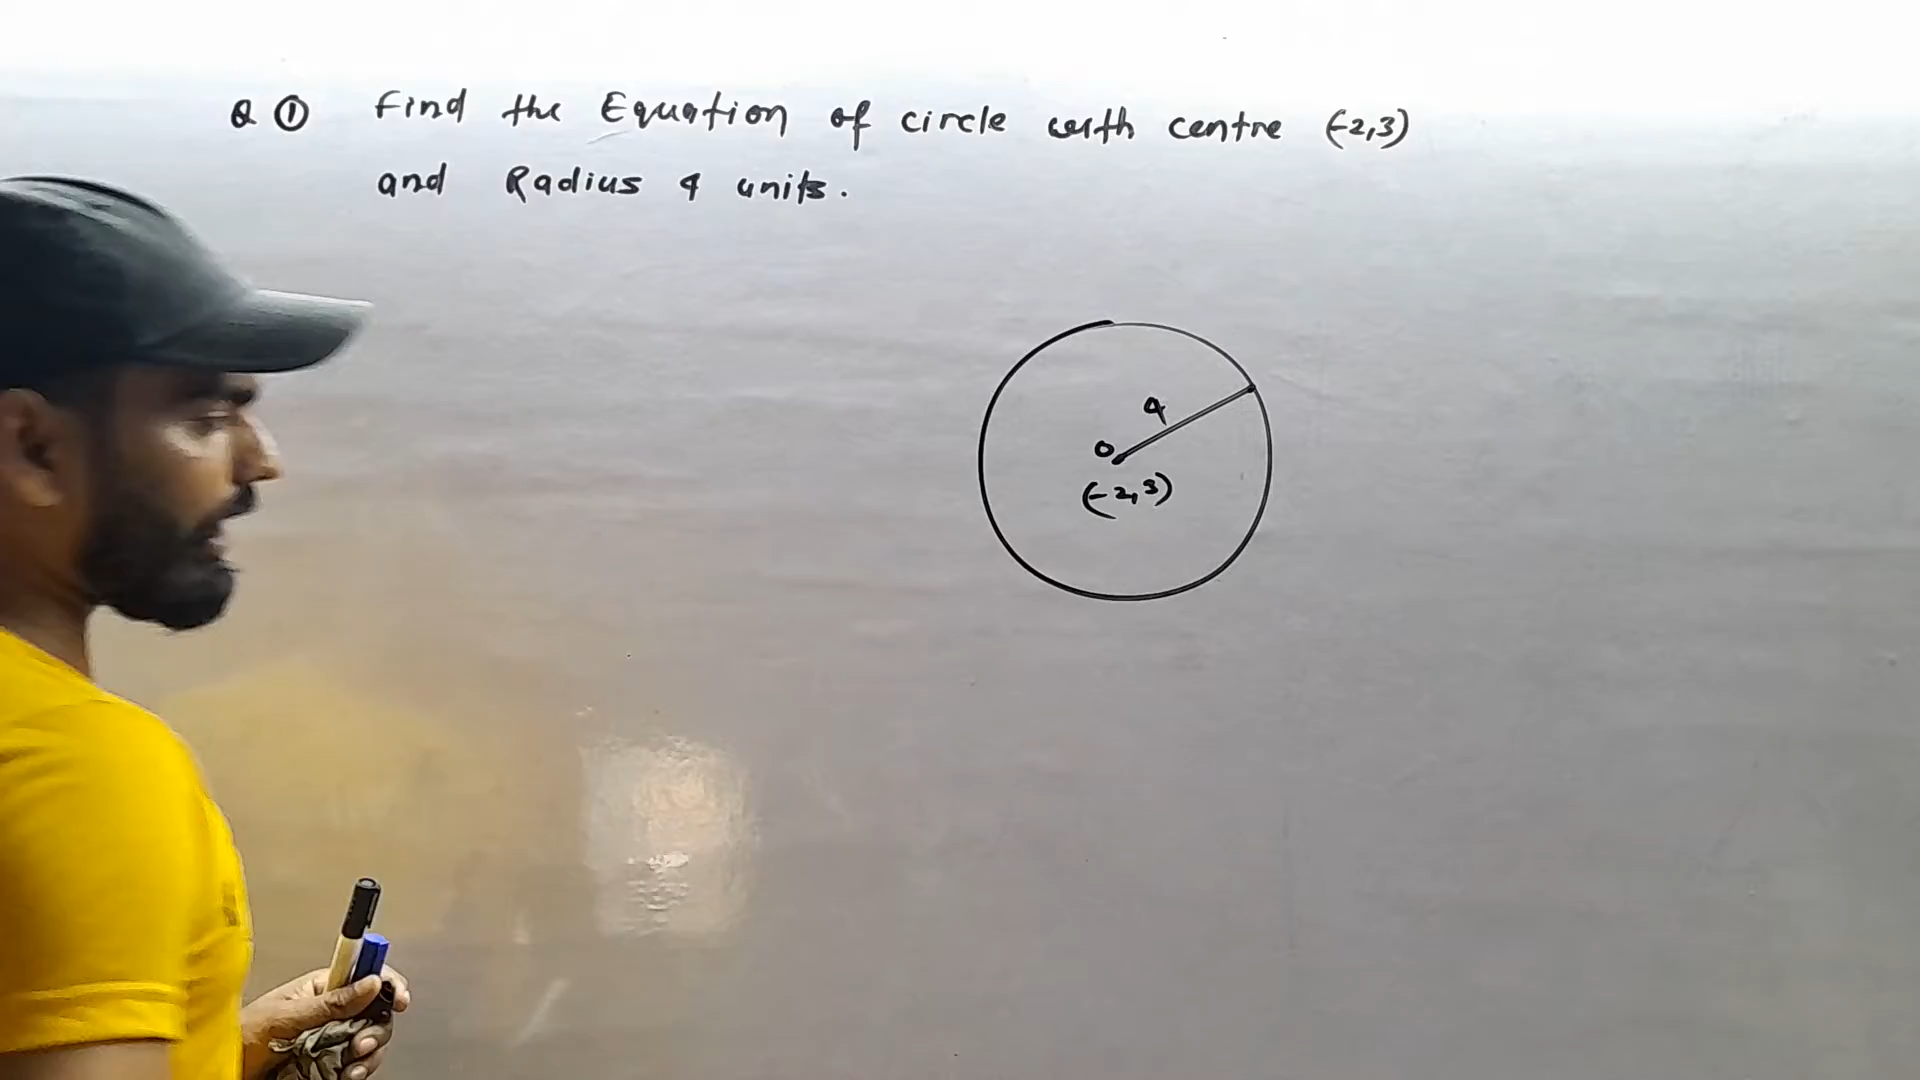 Q ① Find the Equation of circle with centre (-2,3)
and Radius 4 units.
4
O
(-2,3)